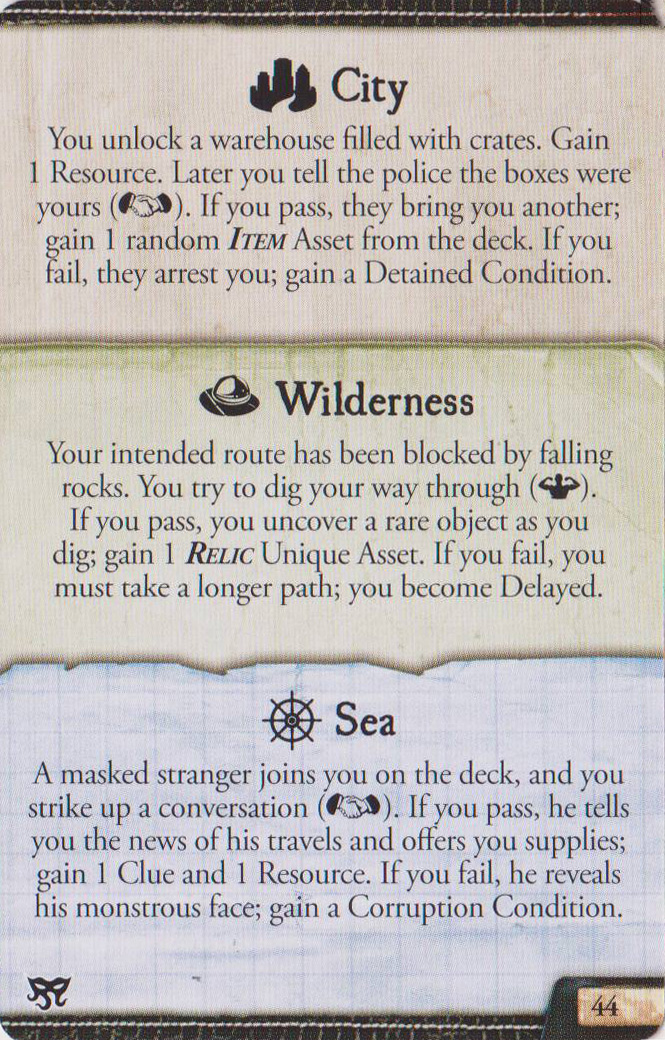 City
You unlock a warehouse filled with crates. Gain
1 Resource. Later you tell the police the boxes were
yours (). If you pass, they bring you another;
gain 1 random ITEM Asset from the deck. If you
fail, they arrest you; gain a Detained Condition.
Wilderness
Your intended route has been blocked by falling
rocks. You try to dig your way through ().
If you pass, you uncover a rare object as you
dig; gain 1 RELIC Unique Asset. If you fail, you
must take a longer path; you become Delayed.
Sea
A masked stranger joins you on the deck, and you
strike up a conversation (). If you pass, he tells
you the news of his travels and offers you supplies;
gain 1 Clue and 1 Resource. If you fail, he reveals
his monstrous face; gain a Corruption Condition.
44